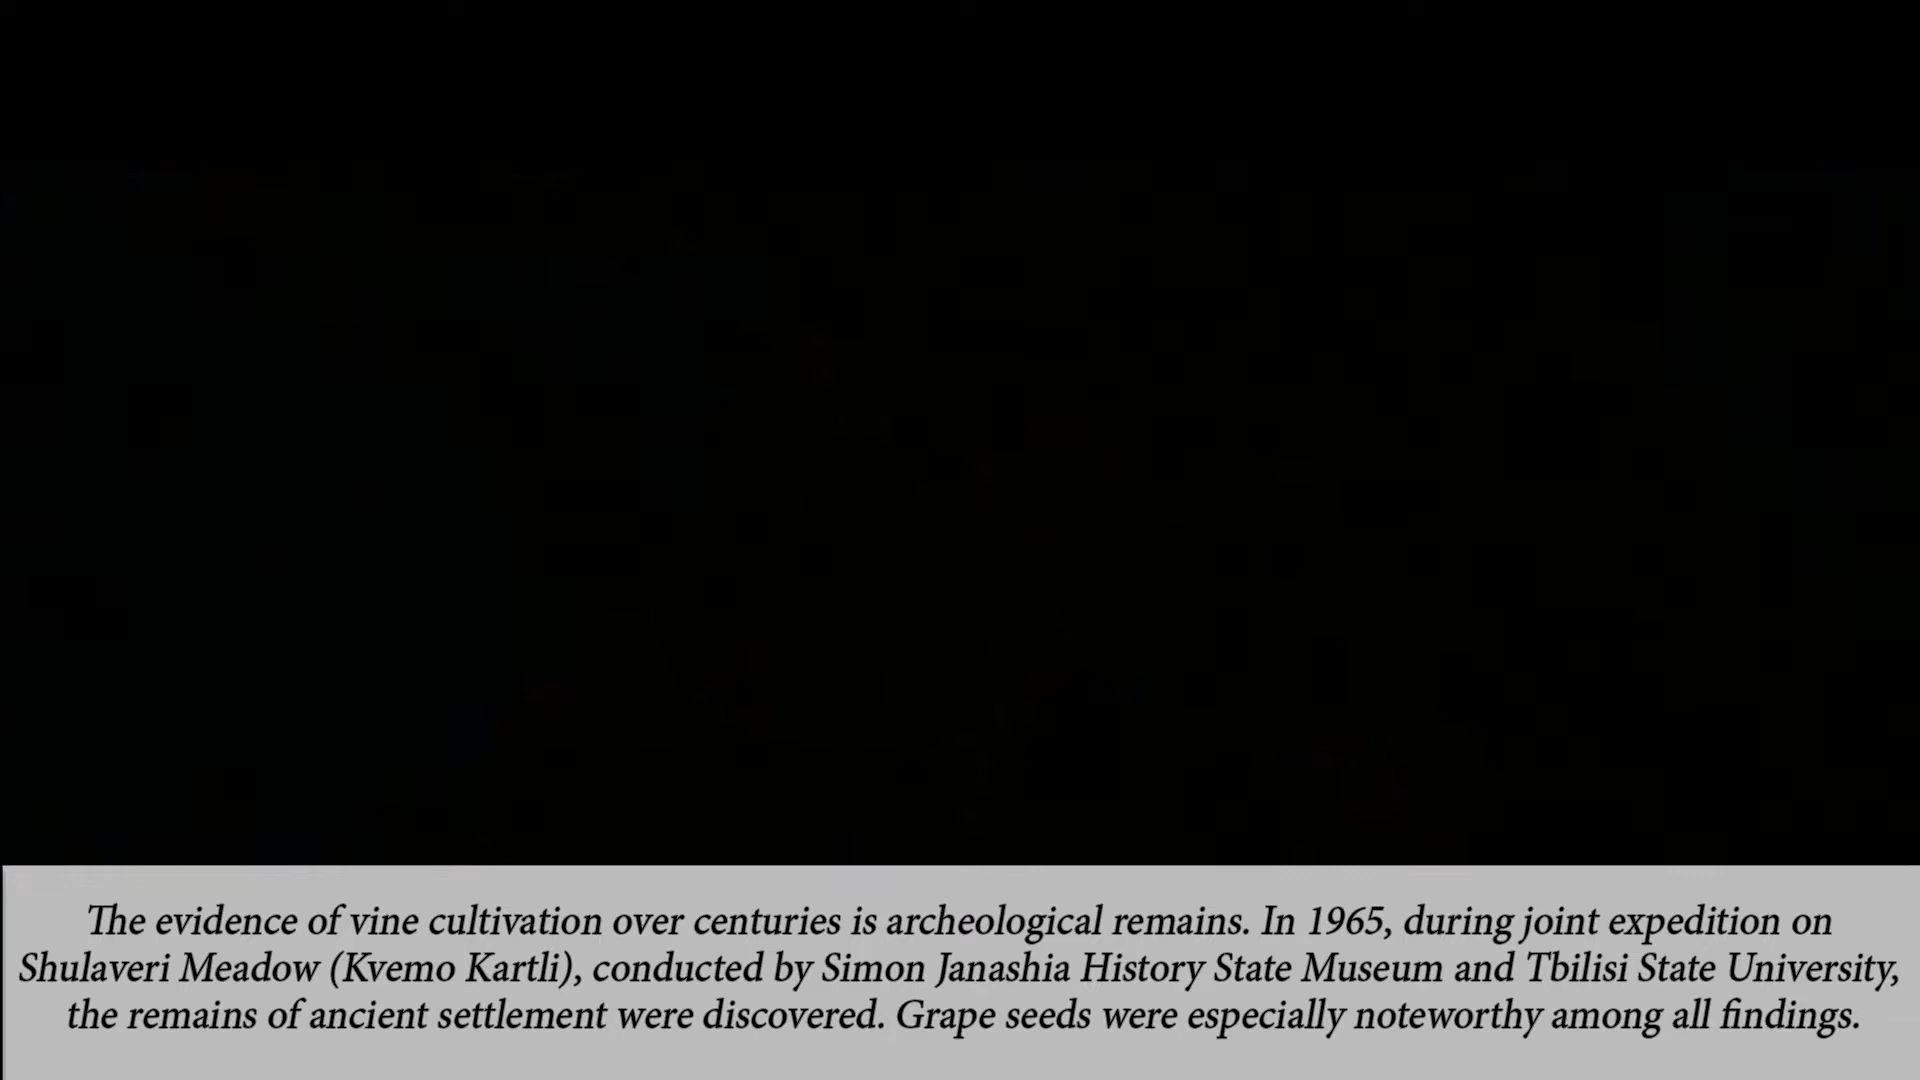 The evidence of vine cultivation over centuries is archeological remains. In 1965, during joint expedition on
Shulaveri Meadow (Kvemo Kartli), conducted by Simon Janashia History State Museum and Tbilisi State University,
the remains of ancient settlement were discovered. Grape seeds were especially noteworthy among all findings.